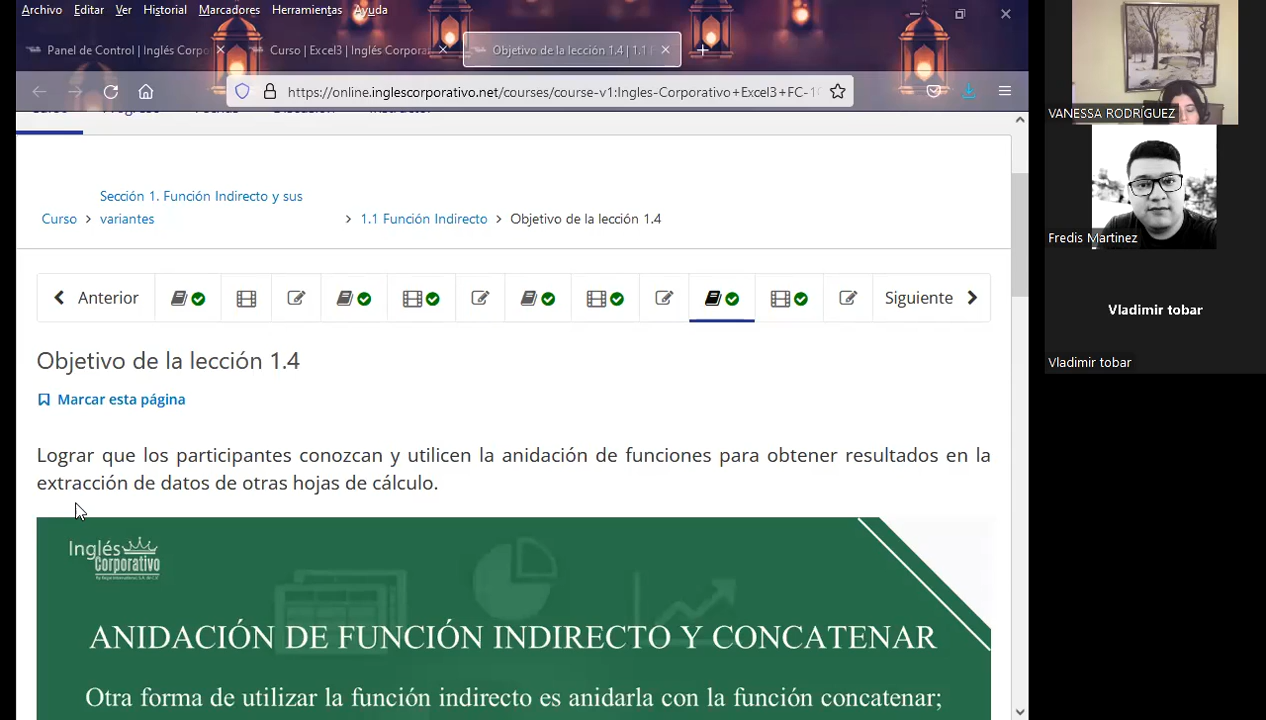 Archivo Editar Ver Historial Marcadores Herramientas Ayuda
Panel de Control | Inglés Corpo
Curso | Excel3 | Inglés Corpora
Objetivo de la lección 1.4 | 1.1
https://online.inglescorporativo.net/courses/course-v1:Ingles-Corporativo+Excel3+FC-1
Sección 1. Función Indirecto y sus
Curso > variantes > 1.1 Función Indirecto > Objetivo de la lección 1.4
Anterior
Siguiente
Objetivo de la lección 1.4
Marcar esta página
Lograr que los participantes conozcan y utilicen la anidación de funciones para obtener resultados en la
extracción de datos de otras hojas de cálculo.
Inglés
Corporativo
ANIDACIÓN DE FUNCIÓN INDIRECTO Y CONCATENAR
Otra forma de utilizar la función indirecto es anidarla con la función concatenar;
VANESSA RODRÍGUEZ
Fredis Martinez
Vladimir tobar
Vladimir tobar